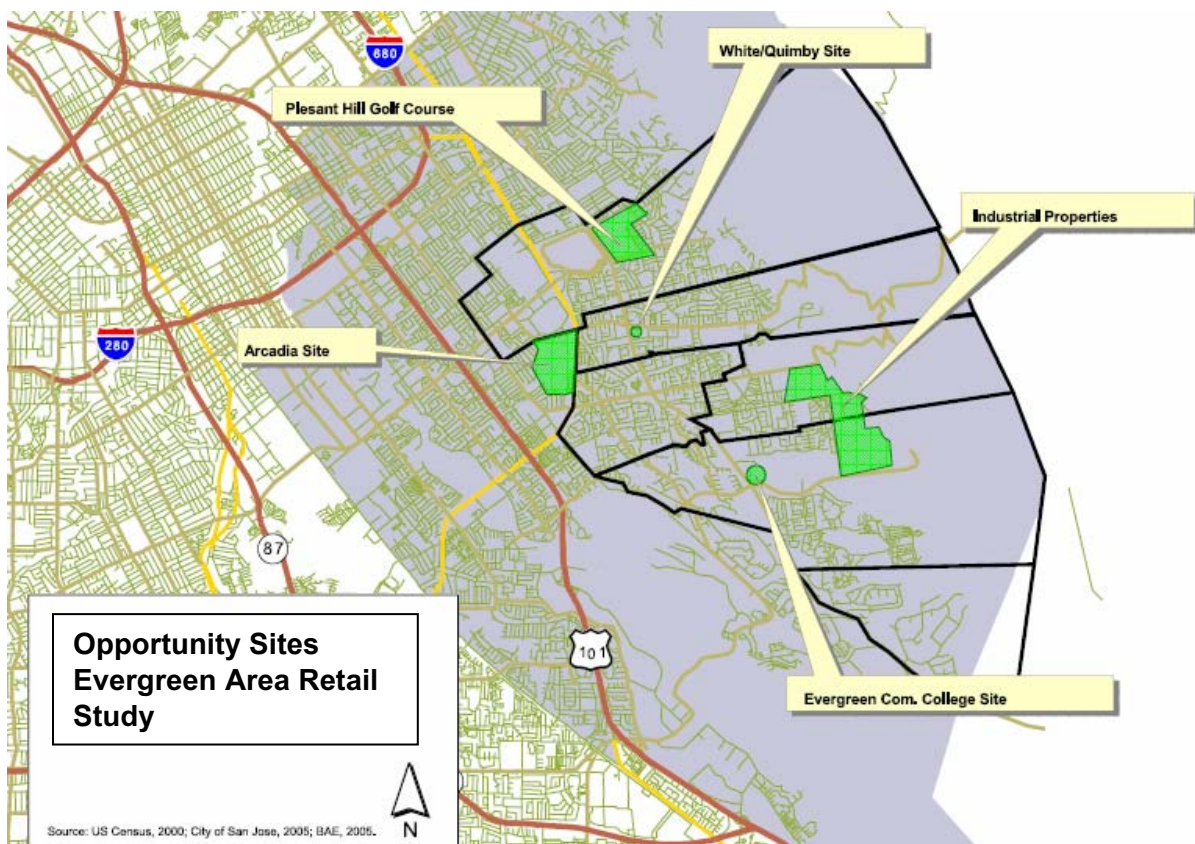 680
White/Quimby Site
Plesant Hill Golf Course
Industrial Properties
280
Arcadia Site
87
101
Evergreen Com. College Site
Opportunity Sites
Evergreen Area Retail
Study
Source: US Census, 2000; City of San Jose, 2005; BAE, 2005.
N